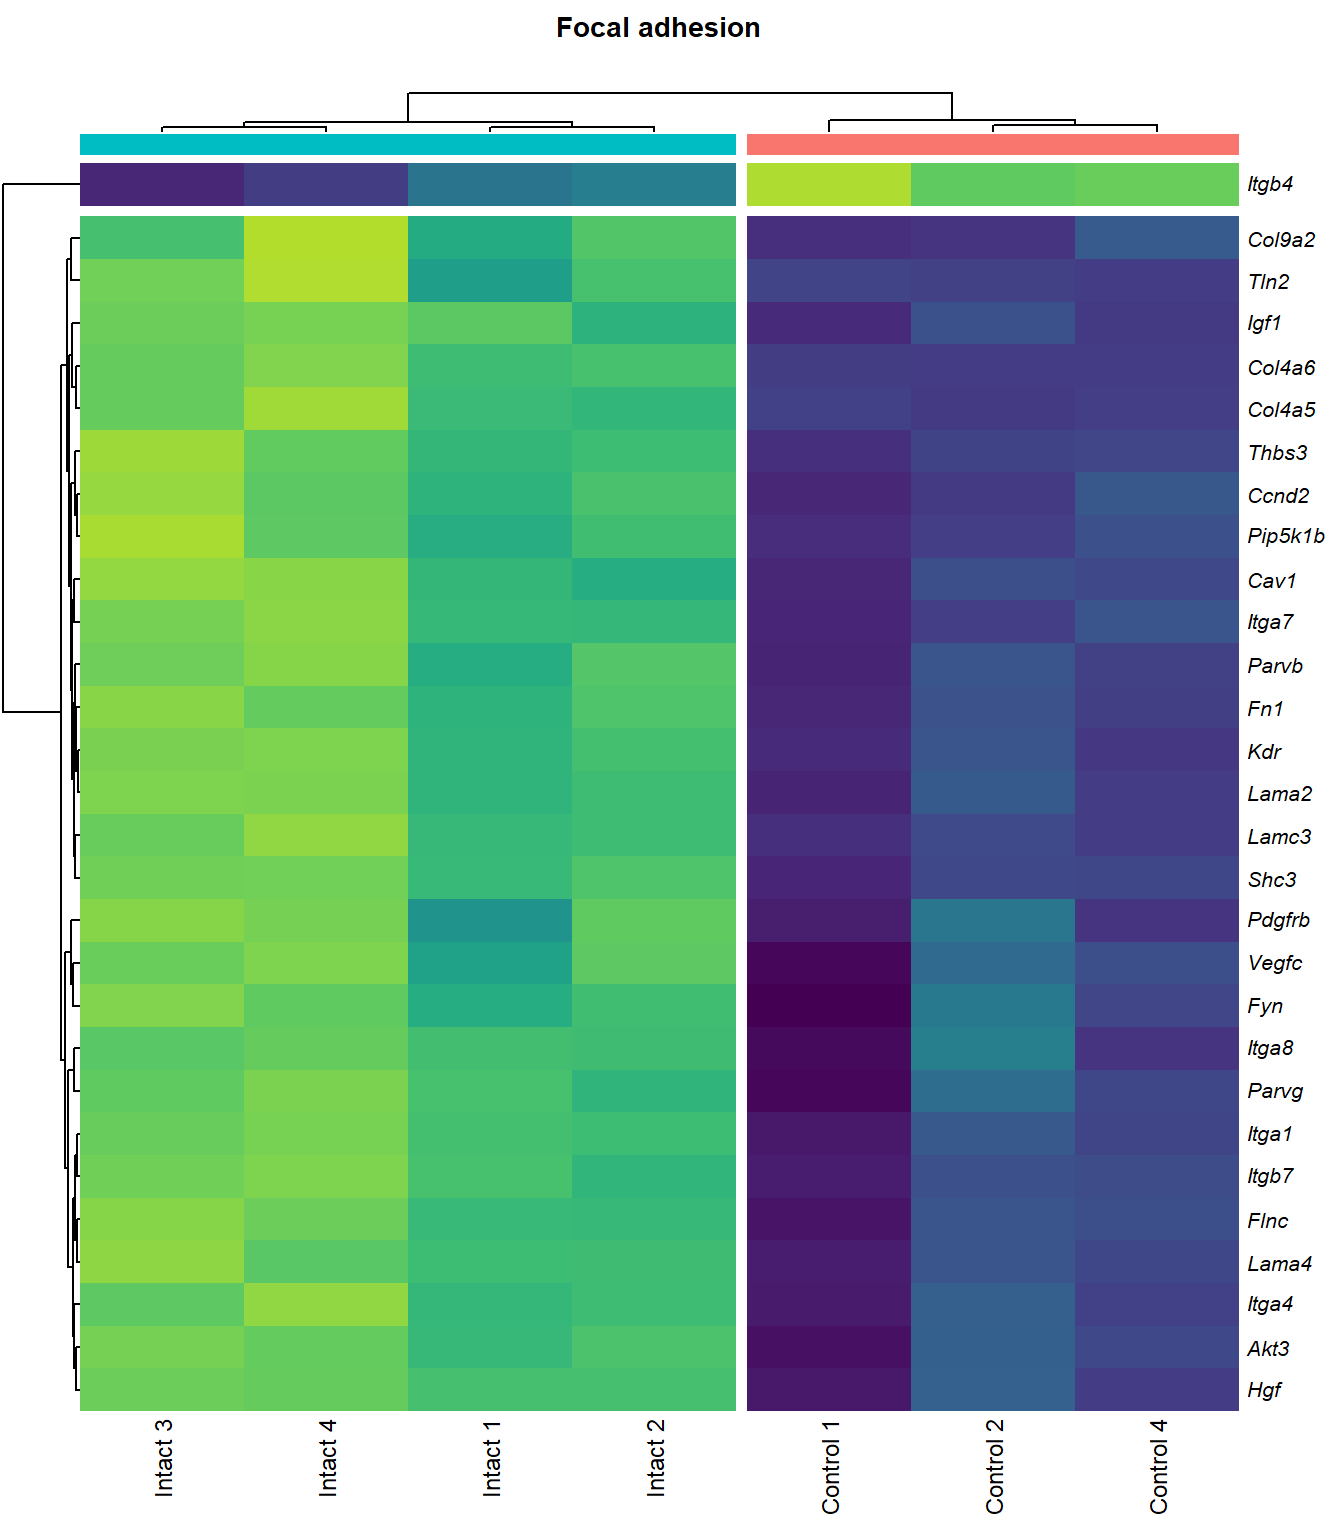 Focal adhesion
Itgb4
Col9a2
Tln2
Igf1
Col4a6
Col4a5
Thbs3
Ccnd2
Pip5k1b
Cav1
Itga7
Parvb
Fn1
Kdr
Lama2
Lamc3
Shc3
Pdgfrb
Vegfc
Fyn
Itga8
Parvg
Itga1
Itgb7
Flnc
Lama4
Itga4
Akt3
Hgf
Intact 3
Intact 4
Intact 1
Intact 2
Control 1
Control 2
Control 4